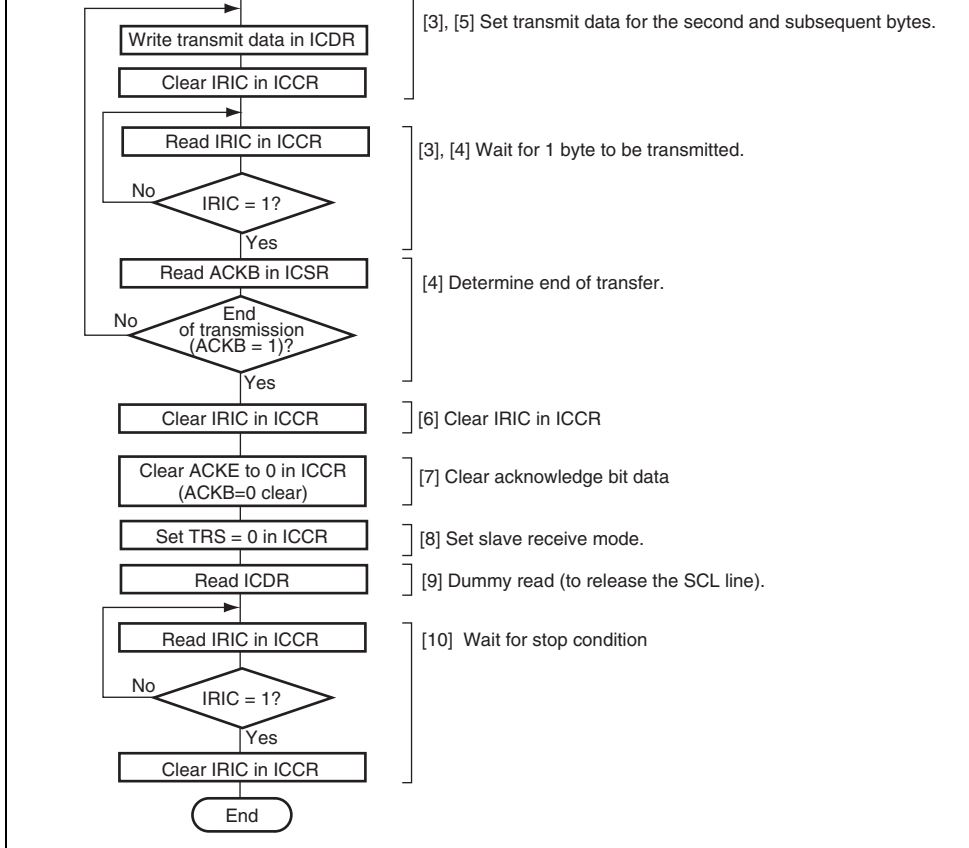 [3], [5] Set transmit data for the second and subsequent bytes.
Write transmit data in ICDR
Clear IRIC in ICCR
Read IRIC in ICCR
[3], [4] Wait for 1 byte to be transmitted.
No
IRIC = 1?
Yes
Read ACKB in ICSR
[4] Determine end of transfer.
No
End
of transmission
(ACKB = 1)?
Yes
Clear IRIC in ICCR
[6] Clear IRIC in ICCR
Clear ACKE to 0 in ICCR
(ACKB=0 clear)
[7] Clear acknowledge bit data
Set TRS = 0 in ICCR
[8] Set slave receive mode.
Read ICDR
[9] Dummy read (to release the SCL line).
Read IRIC in ICCR
[10] Wait for stop condition
No
IRIC = 1?
Yes
Clear IRIC in ICCR
End